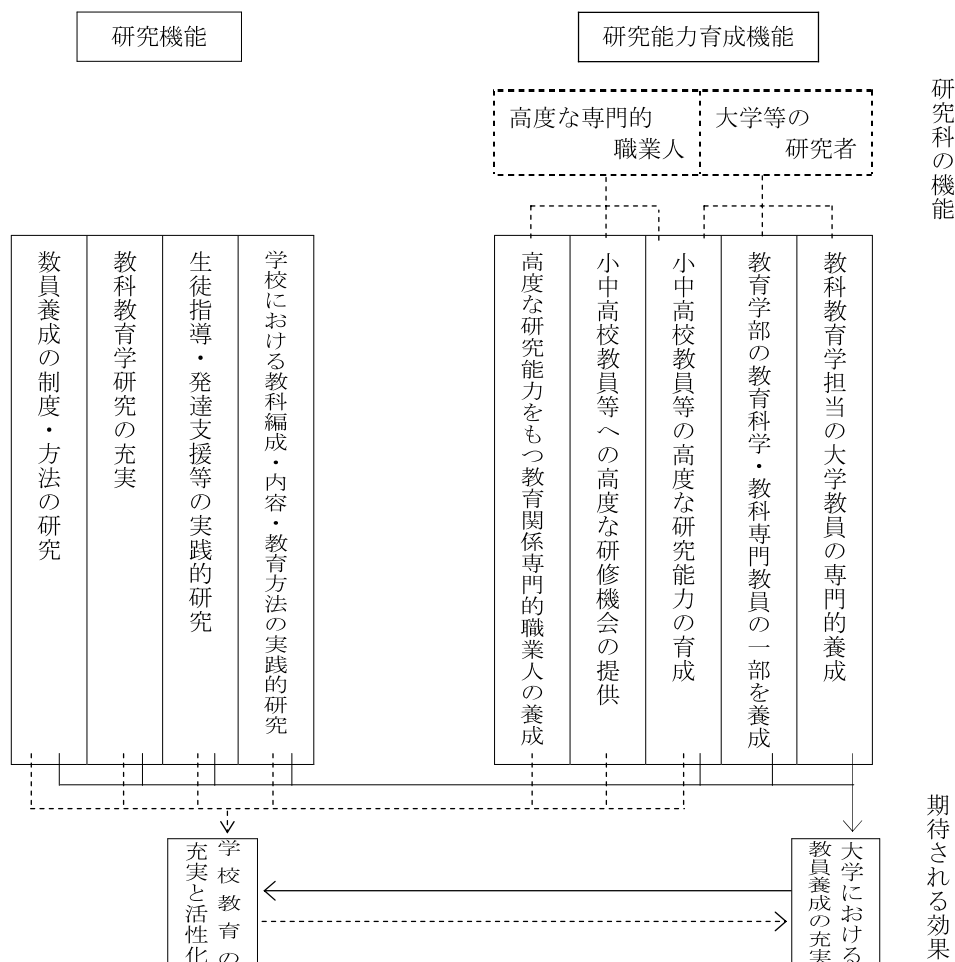 研究機能
研究能力育成機能
高度な専門的
職業人
大学等の
研究者
研究科の機能
教科教育学担当の大学教員の専門的養成
教育学部の教育科学・教科専門教員の一部を養成
小中高校教員等の高度な研究能力の育成
小中高校教員等への高度な研修機会の提供
高度な研究能力をもつ教育関係専門的職業人の養成
学校における教科編成・内容・教育方法の実践的研究
生徒指導・発達支援等の実践的研究
教科教育学研究の充実
数員養成の制度・方法の研究
期待される効果
大学における
教員養成の充実
学校教育の
充実と活性化